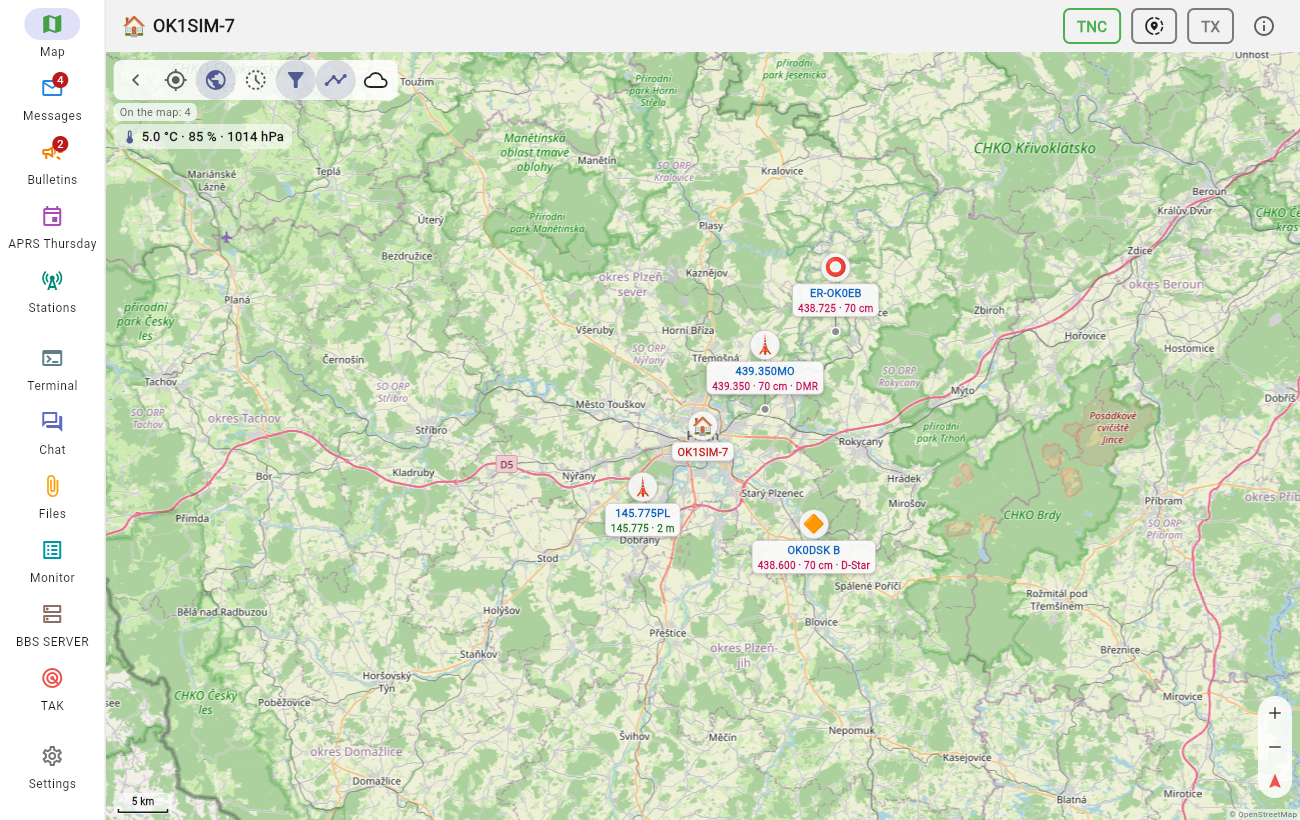 Map
4
Messages
2
Bulletins
APRS Thursday
Stations
Terminal
Chat
Files
Monitor
BBS SERVER
TAK
Settings
OK1SIM-7
TNC
TX
On the map: 4
5.0 °C · 85 % · 1014 hPa
Toužim
přírodní
park Jesenicko
Přírodní
park Horní
Střela
Unhošť
Manětínská
oblast tmavé
oblohy
Manětín
SO ORP
Kralovice
Kralovice
CHKO Křivoklátsko
Mariánské
Lázně
Teplá
Beroun
Králův Dvůr
CHKO Če
kras
Úterý
Přírodní
park Manětínská
Plasy
Zdice
Bezdružice
Kaznějov
okres Plzeň-
sever
okres Beroun
ER-OK0EB
438.725 · 70 cm
ce
Planá
přírodní
park Český
les
Zbiroh
Všeruby
Horní Bříza
Hořovice
Hostomice
Černošín
SO ORP
Nýřany
Třemošná
439.350MO
439.350 · 70 cm · DMR
SO ORP
Rokycany
Tachov
SO ORP
Stříbro
Mýto
Dobříš
SO ORP
Tachov
okres Tachov
Město Touškov
Stříbro
OK1SIM-7
Rokycany
přírodní
park Trhoň
Posádkové
cvičiště
Jince
D5
Bor
Kladruby
Nýřany
Starý Plzenec
Hrádek
Mirošov
Příbram
okres Příb
SO ORP
Příbram
Přimda
145.775PL
145.775 · 2 m
Dobřany
CHKO Brdy
OK0DSK B
438.600 · 70 cm · D-Star
Stod
Spálené Poříčí
Rožmitál pod
Třemšínem
Bělá nad Radbuzou
Holýšov
Blovice
Přeštice
Staňkov
okres Plzeň-
jih
Březnice
Horšovský
Týn
CHKO Český
les
Poběžovice
see
Mirovice
Švihov
Měčín
Nepomuk
okres Domažlice
Kasejovice
Domažlice
Blatná
Mirotice
+
−
5 km
© OpenStreetMap